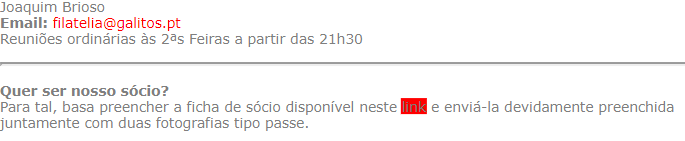 Joaquim Brioso
Email: filatelia@galitos.pt
Reuniões ordinárias às 2ªs Feiras a partir das 21h30
Quer ser nosso sócio?
Para tal, basa preencher a ficha de sócio disponível neste link e enviá-la devidamente preenchida
juntamente com duas fotografias tipo passe.